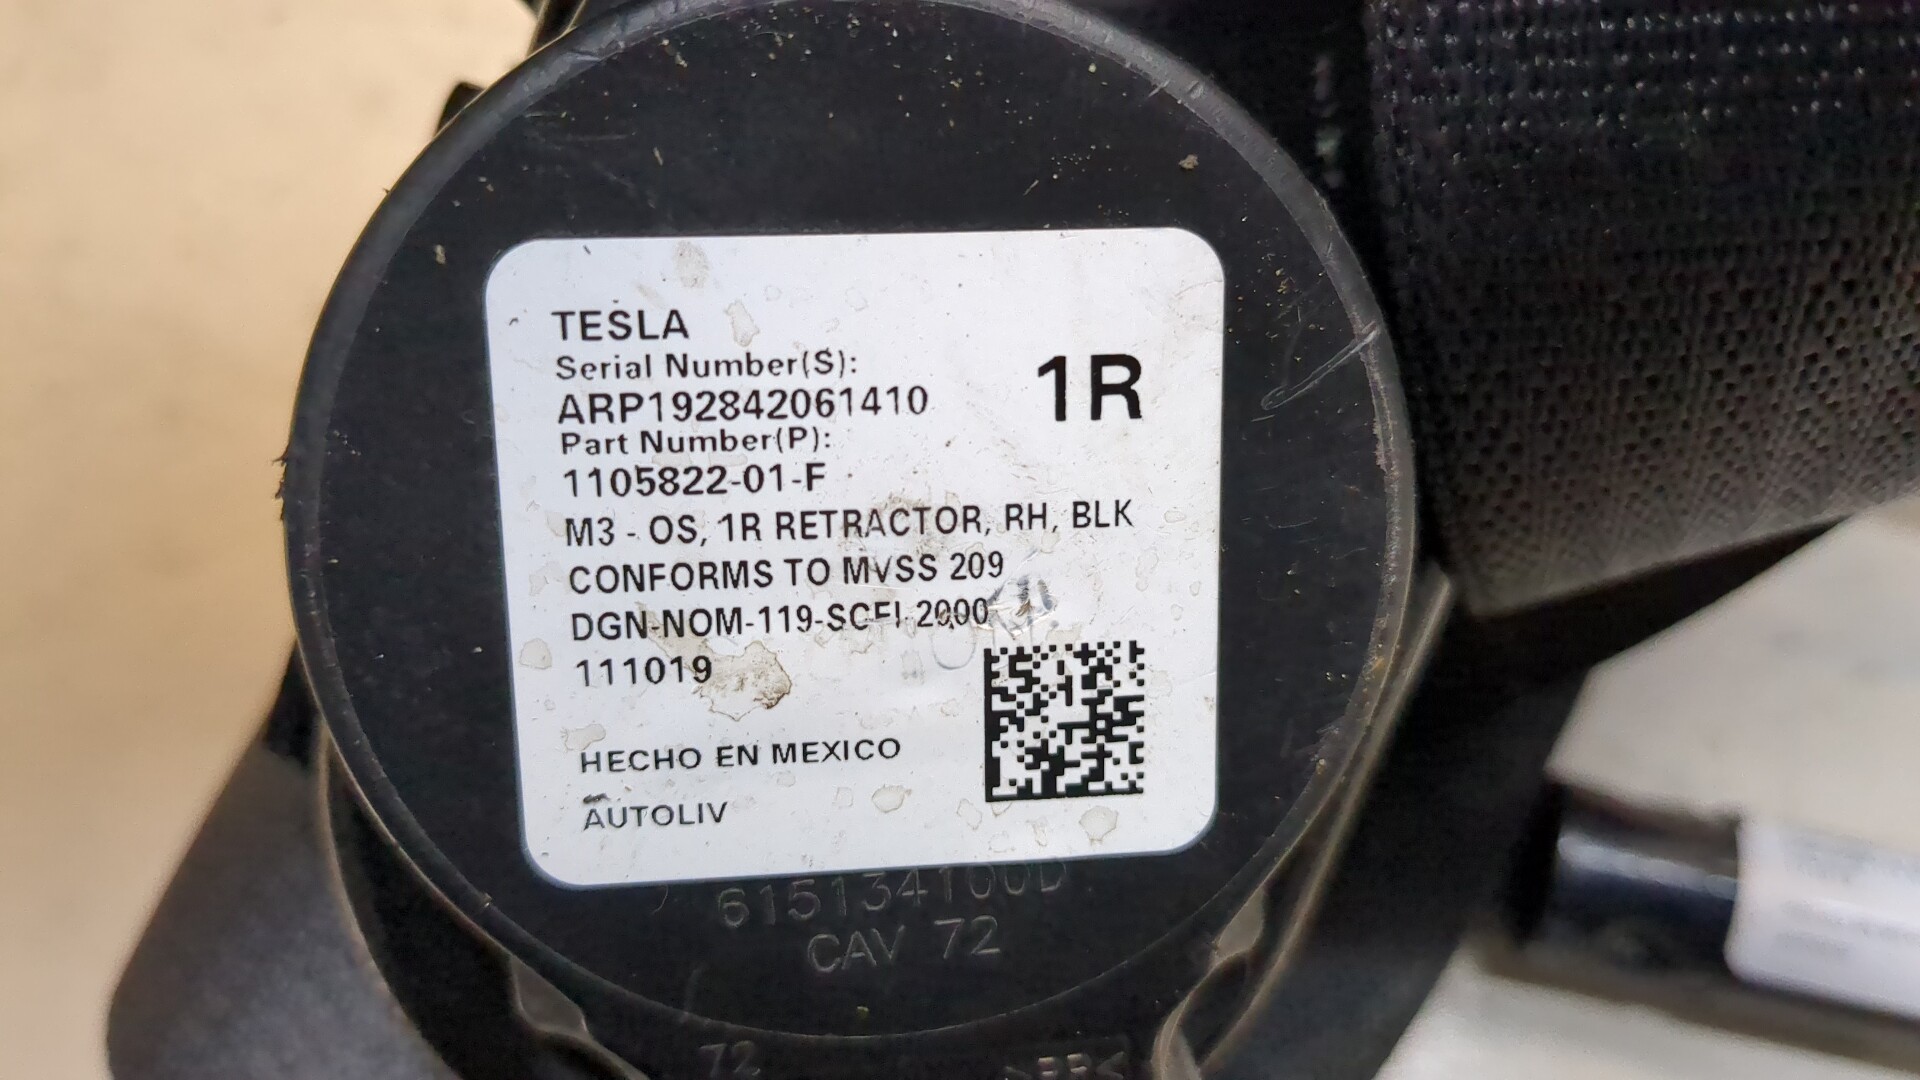 TESLA
Serial Number(S):
ARP192842061410
1R
Part Number(P):
1105822-01-F
M3 - OS, 1R RETRACTOR, RH, BLK
CONFORMS TO MVSS 209
DGN-NOM-119-SCFI-2000
111019
HECHO EN MEXICO
AUTOLIV
615134100D
CAV 72
72